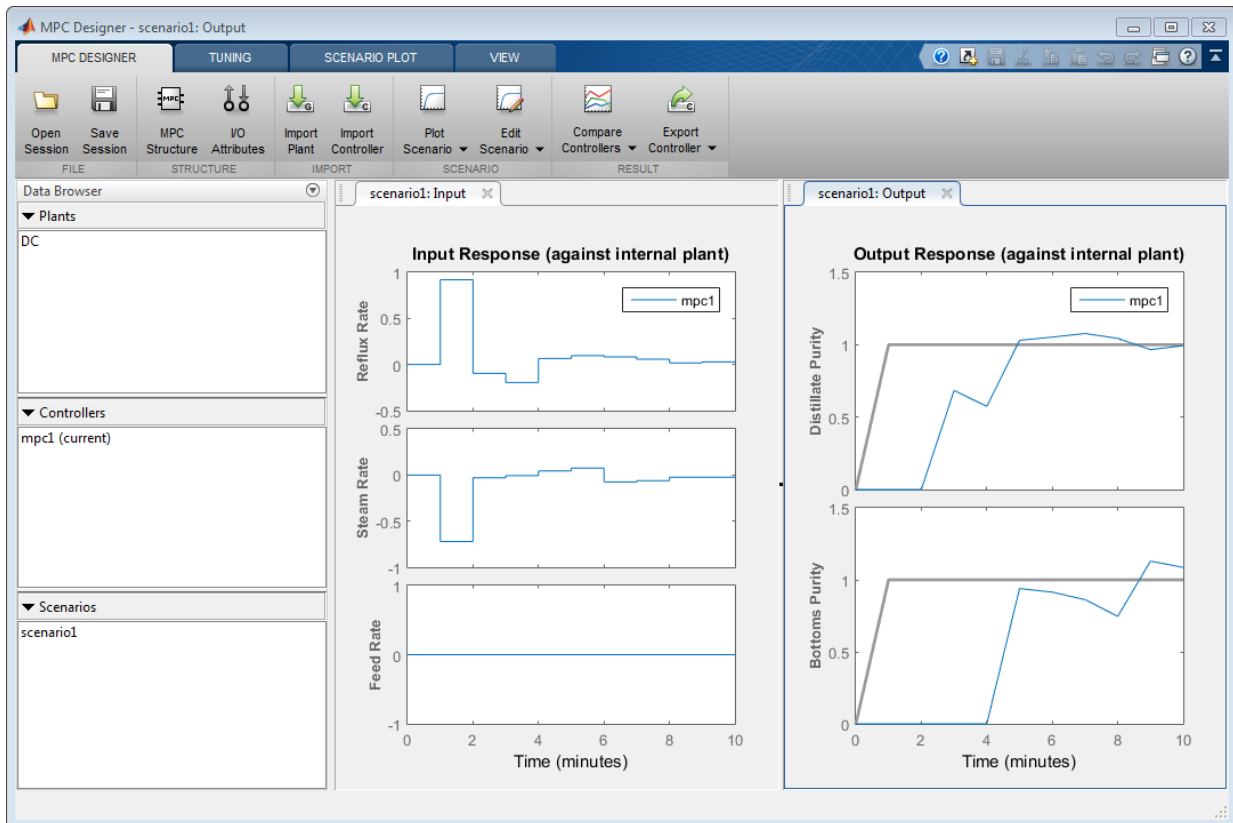 MPC Designer - scenario1: Output
MPC DESIGNER
TUNING
SCENARIO PLOT
VIEW
Open Session
Save Session
MPC Structure
I/O Attributes
Import Plant
Import Controller
Plot Scenario
Edit Scenario
Compare Controllers
Export Controller
FILE
STRUCTURE
IMPORT
SCENARIO
RESULT
Data Browser
Plants
DC
Controllers
mpc1 (current)
Scenarios
scenario1
scenario1: Input
Input Response (against internal plant)
mpc1
Reflux Rate
1
0.5
0
-0.5
Steam Rate
0.5
0
-0.5
-1
Feed Rate
1
0
-1
0 2 4 6 8 10
Time (minutes)
scenario1: Output
Output Response (against internal plant)
mpc1
Distillate Purity
1.5
1
0.5
0
Bottoms Purity
1.5
1
0.5
0
0 2 4 6 8 10
Time (minutes)